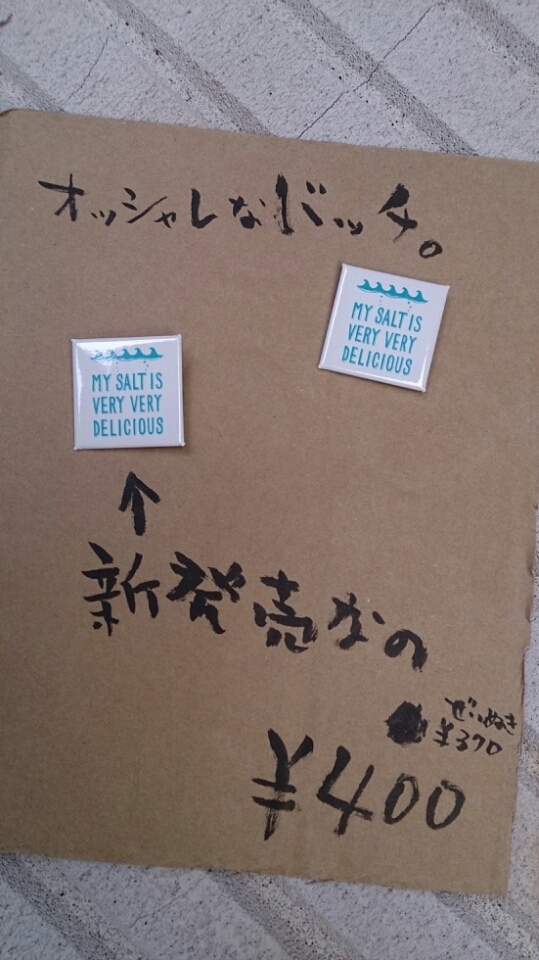 オッシャレなバッチ。
MY SALT IS
VERY VERY
DELICIOUS
MY SALT IS
VERY VERY
DELICIOUS
↑
新発売なの
ぜいぬき
¥370
¥400